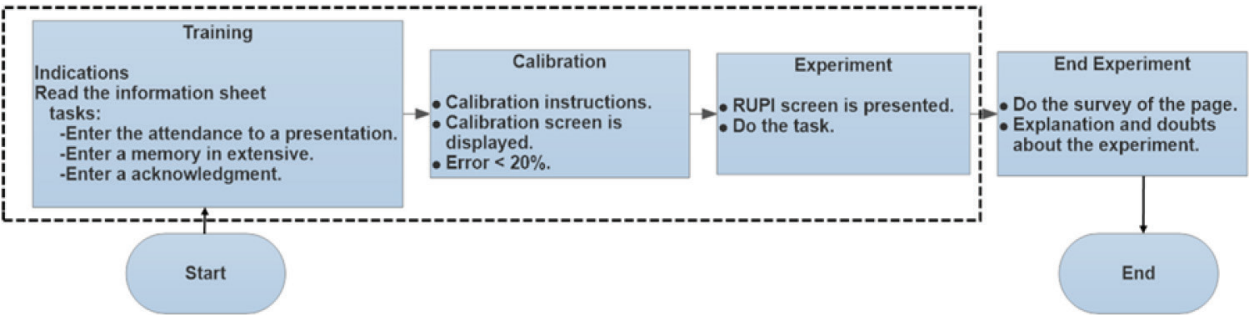 Training
Indications
Read the information sheet
tasks:
-Enter the attendance to a presentation.
-Enter a memory in extensive.
-Enter a acknowledgment.
Calibration
● Calibration instructions.
● Calibration screen is
displayed.
● Error < 20%.
Experiment
● RUPI screen is presented.
● Do the task.
End Experiment
● Do the survey of the page.
● Explanation and doubts
about the experiment.
Start
End